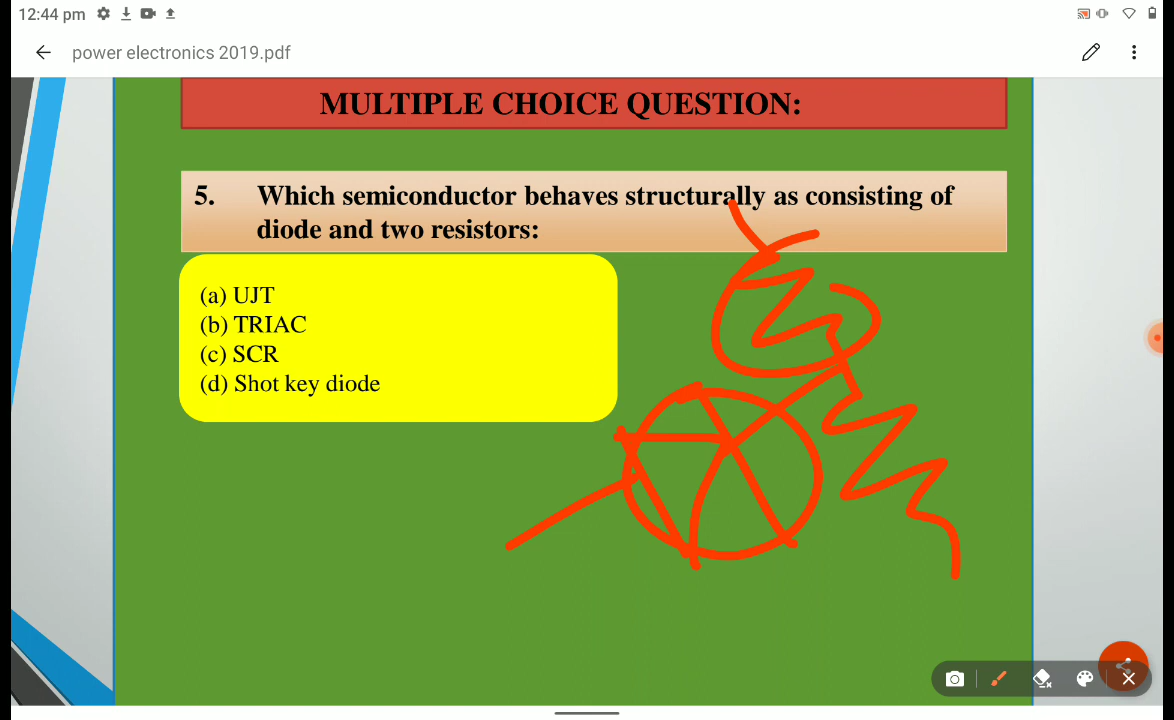 12:44 pm
power electronics 2019.pdf
MULTIPLE CHOICE QUESTION:
5. Which semiconductor behaves structurally as consisting of
diode and two resistors:
(a) UJT
(b) TRIAC
(c) SCR
(d) Shot key diode